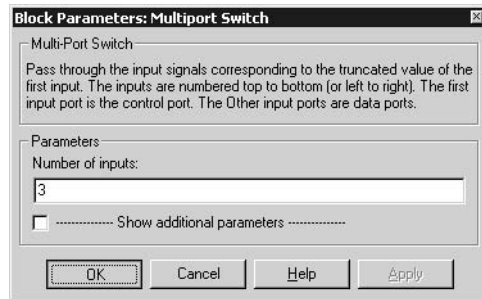 Block Parameters: Multiport Switch
Multi-Port Switch
Pass through the input signals corresponding to the truncated value of the
first input. The inputs are numbered top to bottom (or left to right). The first
input port is the control port. The Other input ports are data ports.
Parameters
Number of inputs:
3
-------------- Show additional parameters --------------
OK Cancel Help Apply